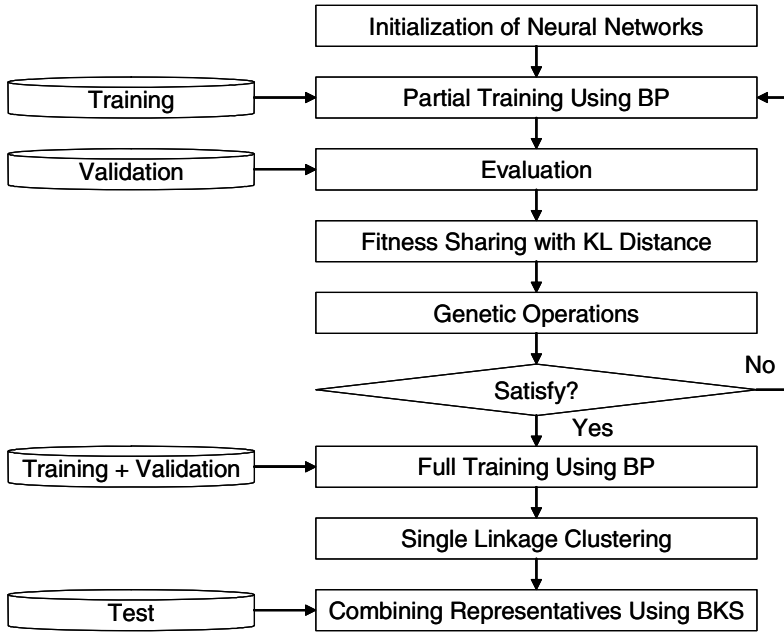 Initialization of Neural Networks
Training
Partial Training Using BP
Validation
Evaluation
Fitness Sharing with KL Distance
Genetic Operations
No
Satisfy?
Yes
Training + Validation
Full Training Using BP
Single Linkage Clustering
Test
Combining Representatives Using BKS